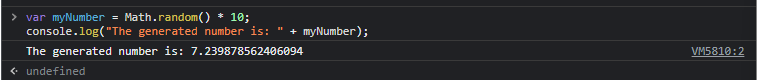 var myNumber = Math.random() * 10;
console.log("The generated number is: " + myNumber);
The generated number is: 7.239878562406094 VM5810:2
undefined